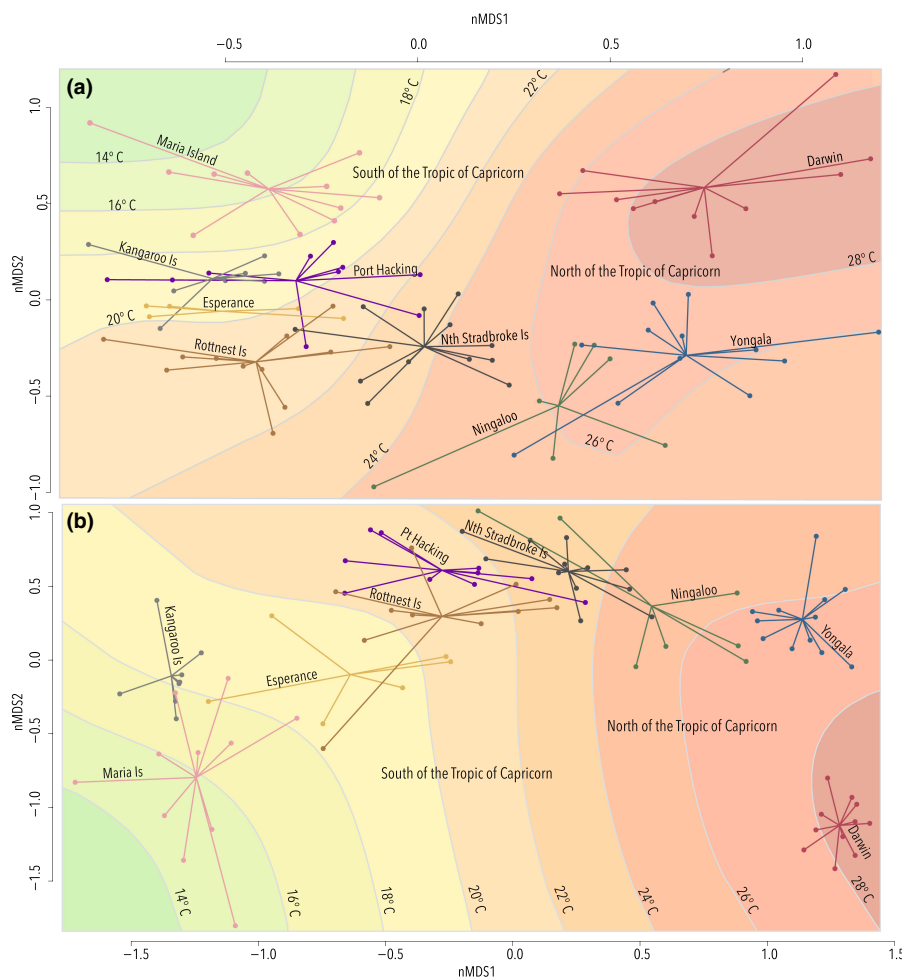 nMDS1
−0.5 0.0 0.5 1.0
(a)
18° C
22° C
1.0
Maria Island
Darwin
14° C
South of the Tropic of Capricorn
0.5
16° C
Kangaroo Is
Port Hacking
North of the Tropic of Capricorn
28° C
nMDS2
0.0
Esperance
20° C
Rottnest Is
Nth Stradbroke Is
Yongala
−0.5
Ningaloo
24° C
26° C
−1.0
(b)
1.0
Pt Hacking
Nth Stradbroke Is
0.5
Rottnest Is
Ningaloo
Kangaroo Is
Yongala
0.0
Esperance
nMDS2
−0.5
North of the Tropic of Capricorn
Maria Is
South of the Tropic of Capricorn
−1.0
Darwin
−1.5
14° C
16° C
18° C
20° C
22° C
24° C
26° C
28° C
−1.5 −1.0 −0.5 0.0 0.5 1.0 1.5
nMDS1